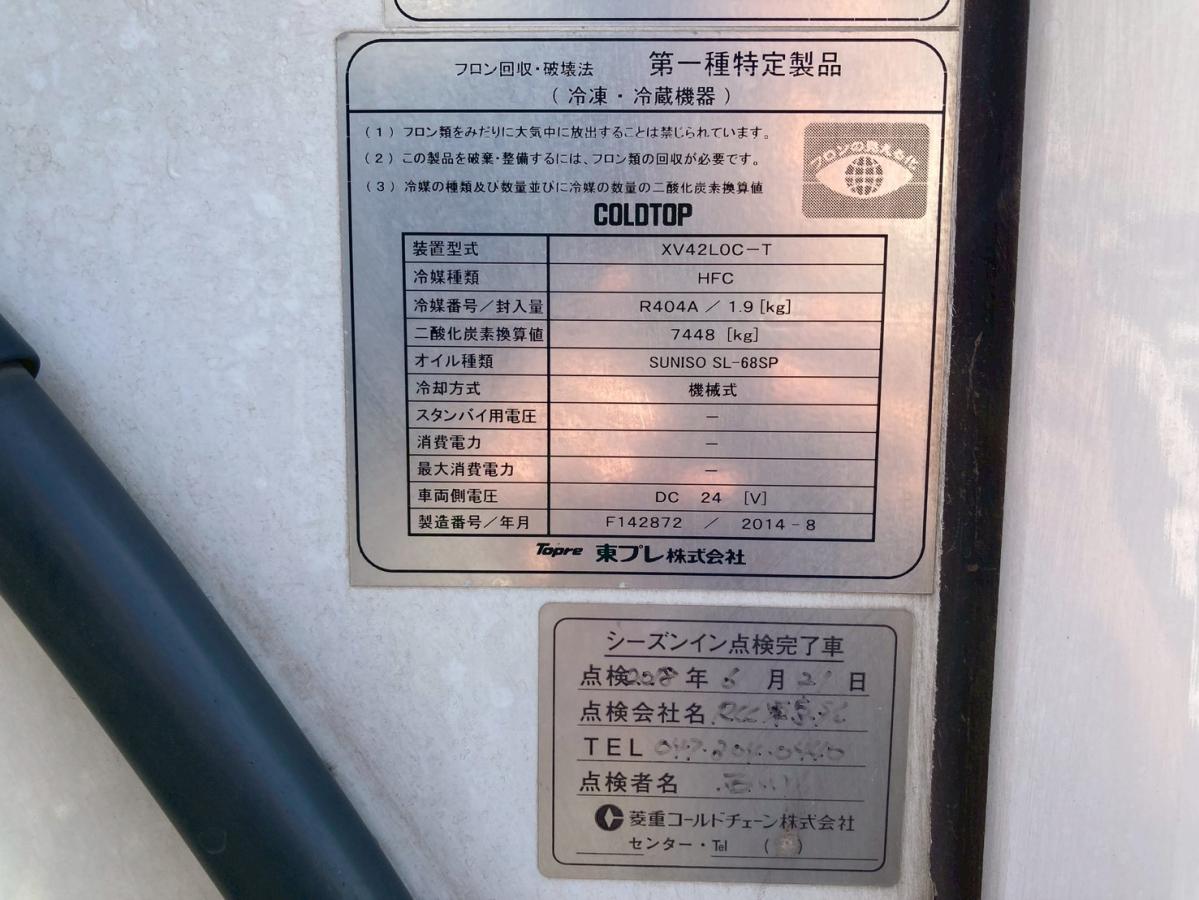 フロン回収・破壊法 第一種特定製品
（冷凍・冷蔵機器）
(1) フロン類をみだりに大気中に放出することは禁じられています。
(2) この製品を破棄・整備するには、フロン類の回収が必要です。
(3) 冷媒の種類及び数量並びに冷媒の数量の二酸化炭素換算値
フロンの見える化
COLDTOP
装置型式 XV42L0C-T
冷媒種類 HFC
冷媒番号／封入量 R404A ／ 1.9 [kg]
二酸化炭素換算値 7448 [kg]
オイル種類 SUNISO SL-68SP
冷却方式 機械式
スタンバイ用電圧 －
消費電力 －
最大消費電力 －
車両側電圧 DC 24 [V]
製造番号／年月 F142872 ／ 2014-8
Topre 東プレ株式会社
シーズンイン点検完了車
点検 年 6 月 21 日
点検会社名
TEL
点検者名
菱重コールドチェーン株式会社
センター・Tel ( )